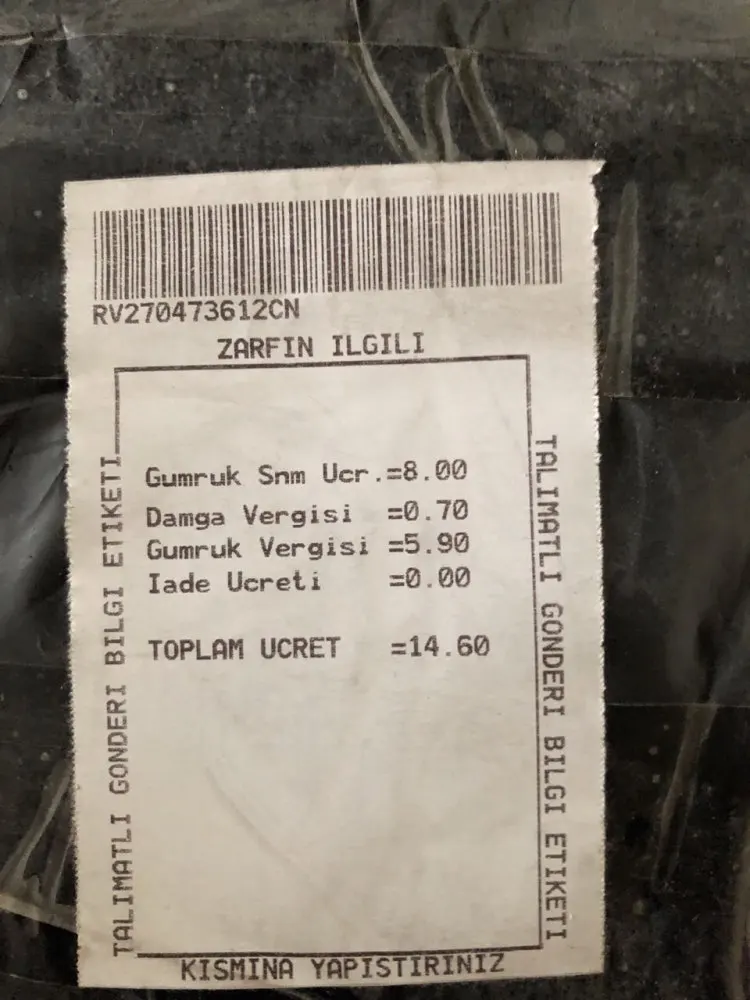 RV270473612CN
ZARFIN ILGILI
TALIMATLI GONDERI BILGI ETIKETI
Gumruk Snm Ucr.=8.00
Damga Vergisi =0.70
Gumruk Vergisi =5.90
Iade Ucreti =0.00
TOPLAM UCRET =14.60
TALIMATLI GONDERI BILGI ETIKETI
KISMINA YAPISTIRINIZ